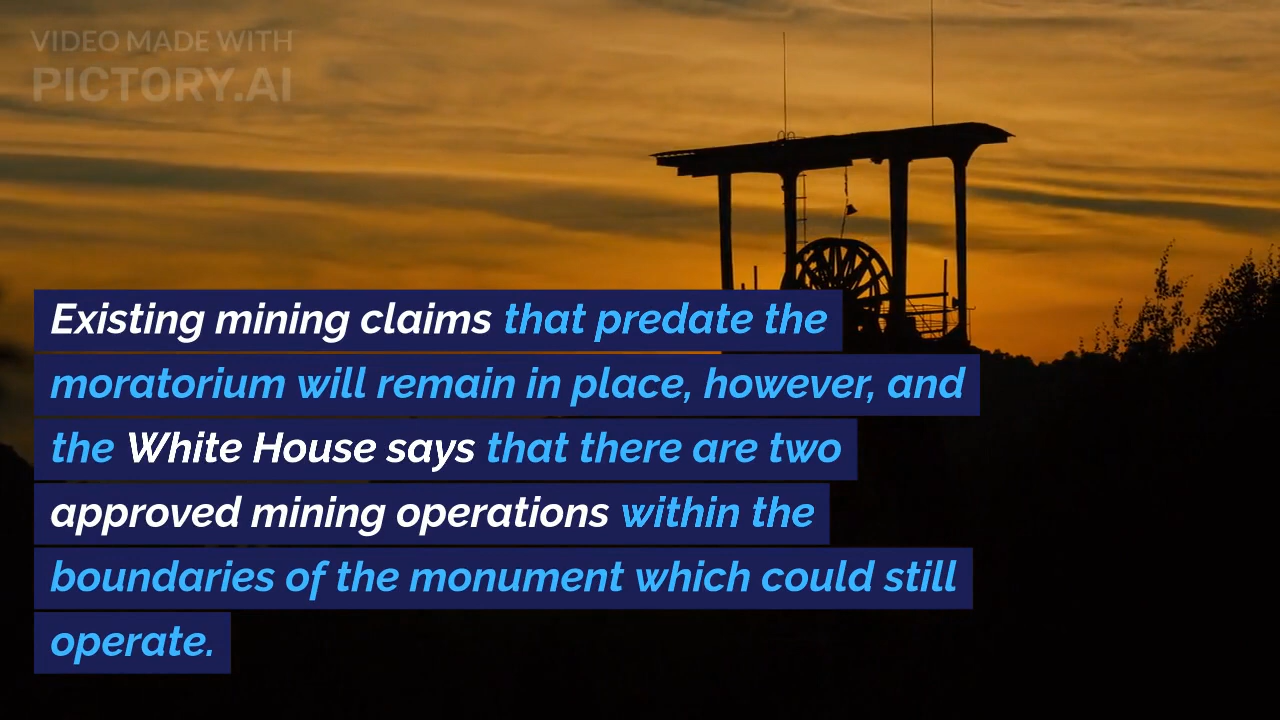 VIDEO MADE WITH
PICTORY.AI
Existing mining claims that predate the
moratorium will remain in place, however, and
the White House says that there are two
approved mining operations within the
boundaries of the monument which could still
operate.